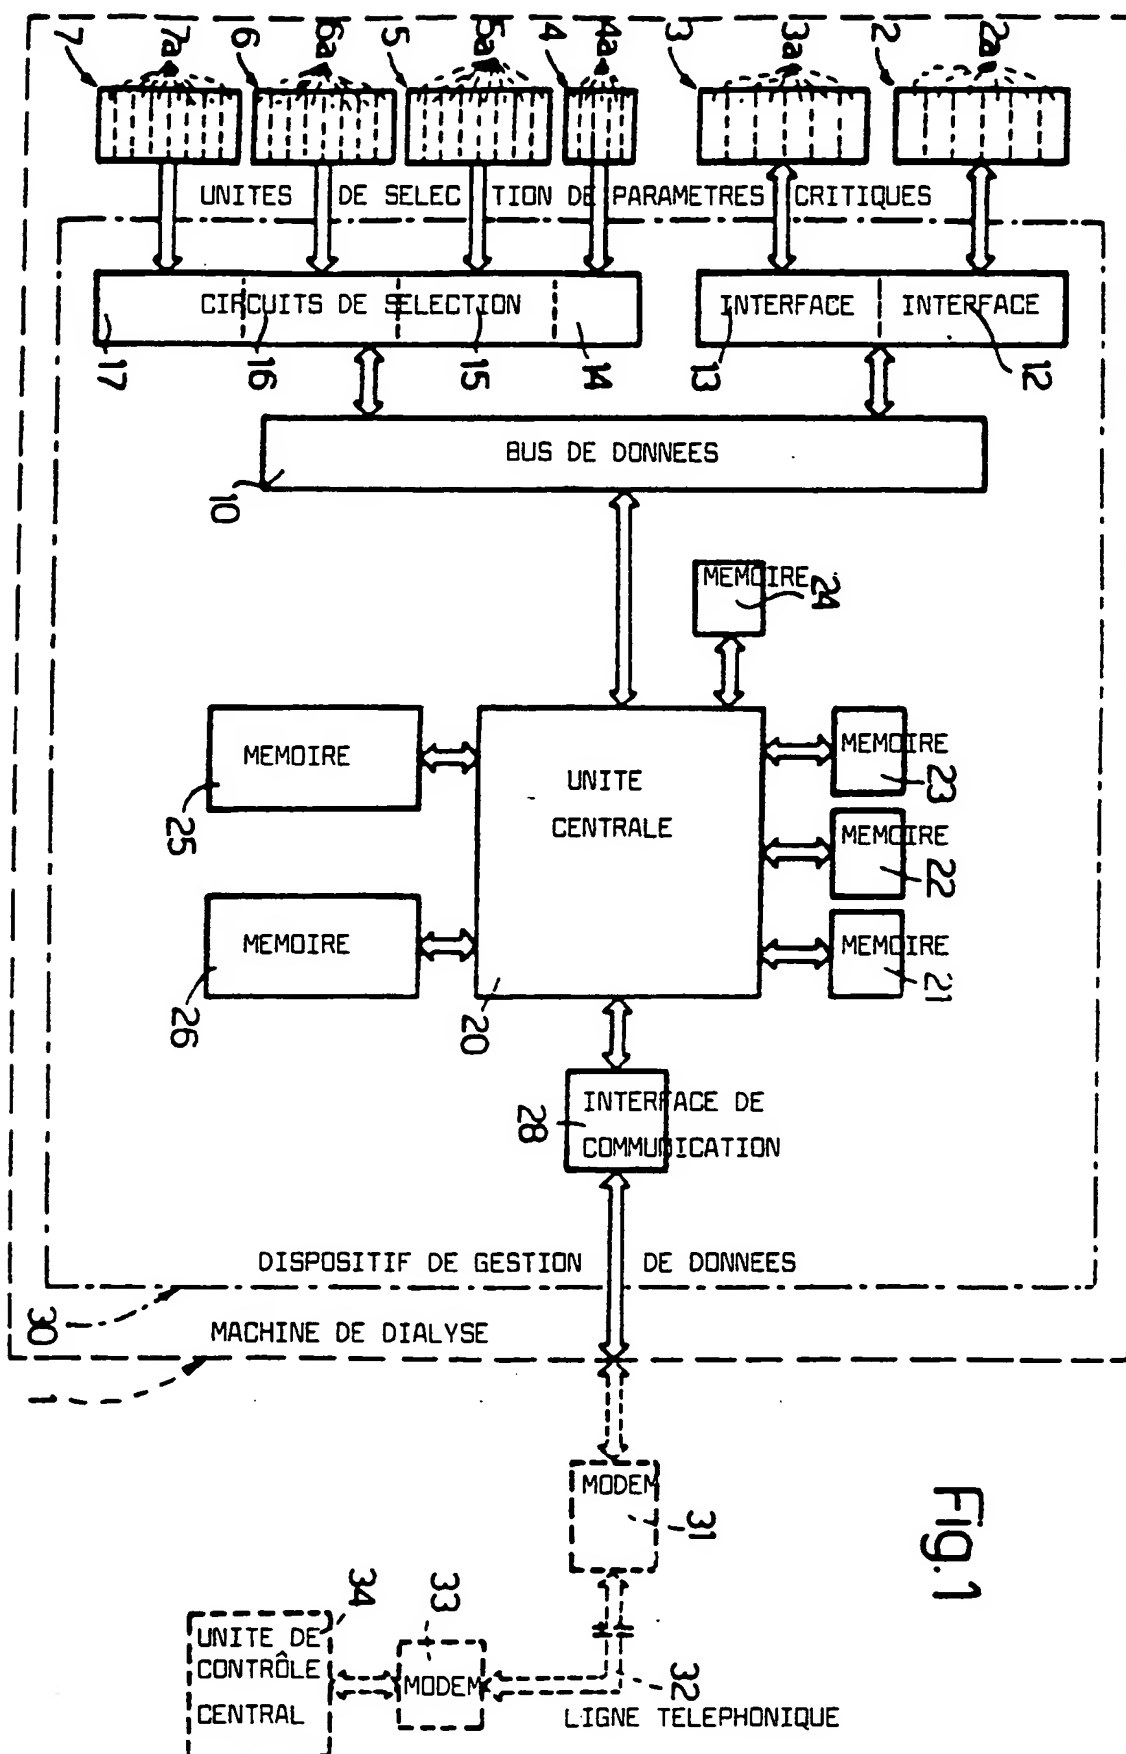 7 7a 6 6a 5 5a 4 4a 3 3a 2 2a
UNITES DE SELECTION DE PARAMETRES CRITIQUES
CIRCUITS DE SELECTION
INTERFACE
INTERFACE
17 16 15 14 13 12
BUS DE DONNEES
10
MEMOIRE
24
MEMOIRE
25
UNITE
CENTRALE
MEMOIRE
23
MEMOIRE
22
MEMOIRE
26
20
MEMOIRE
21
INTERFACE DE
COMMUNICATION
28
DISPOSITIF DE GESTION DE DONNEES
30
MACHINE DE DIALYSE
1
MODEM
31
Fig.1
34
UNITE DE
CONTRÔLE
CENTRAL
33
MODEM
32
LIGNE TELEPHONIQUE